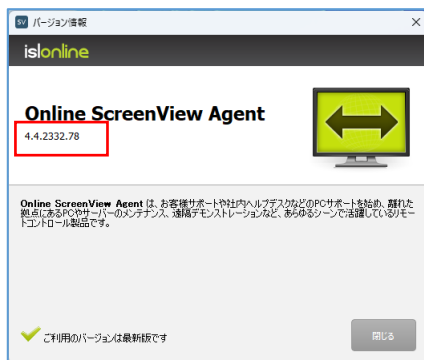 SV バージョン情報
islonline
Online ScreenView Agent
4.4.2332.78
Online ScreenView Agent は、お客様サポートや社内ヘルプデスクなどのPCサポートを始め、離れた
拠点にあるPCやサーバーのメンテナンス、遠隔デモンストレーションなど、あらゆるシーンで活躍しているリモー
トコントロール製品です。
ご利用のバージョンは最新版です
閉じる